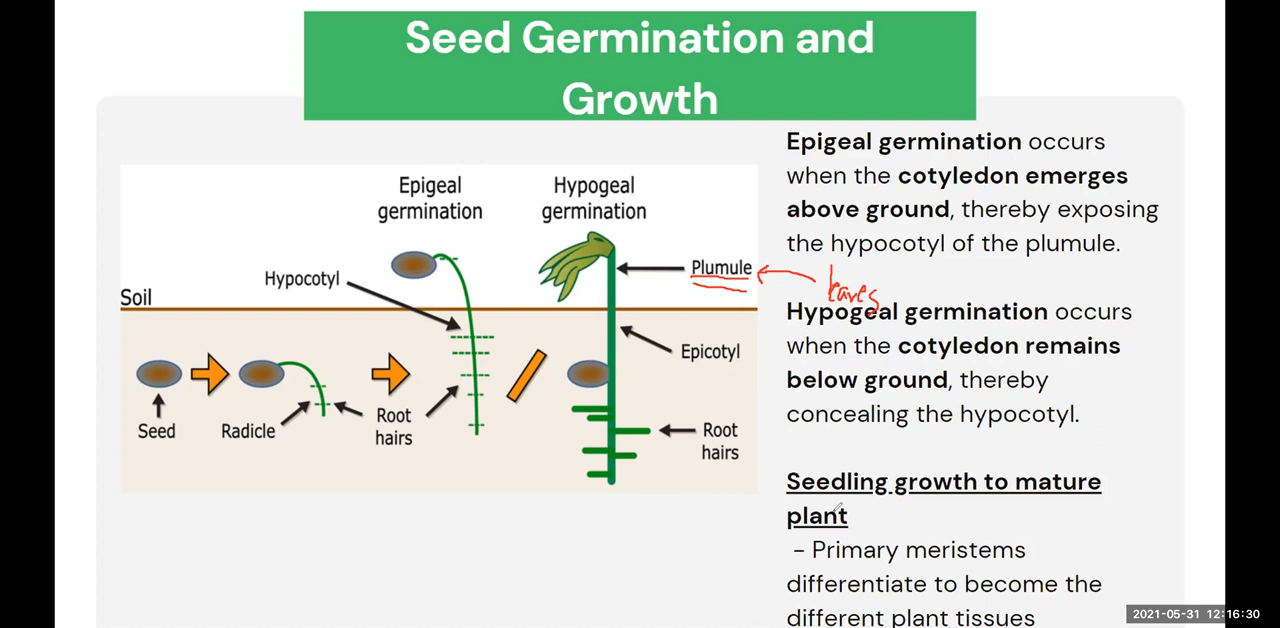 Seed Germination and
Growth
Epigeal
germination
Hypogeal
germination
Hypocotyl
Plumule
leaves
Soil
Epicotyl
Seed
Radicle
Root
hairs
Root
hairs
Epigeal germination occurs
when the cotyledon emerges
above ground, thereby exposing
the hypocotyl of the plumule.
Hypogeal germination occurs
when the cotyledon remains
below ground, thereby
concealing the hypocotyl.
Seedling growth to mature
plant
– Primary meristems
differentiate to become the
different plant tissues
2021-05-31 12:16:30